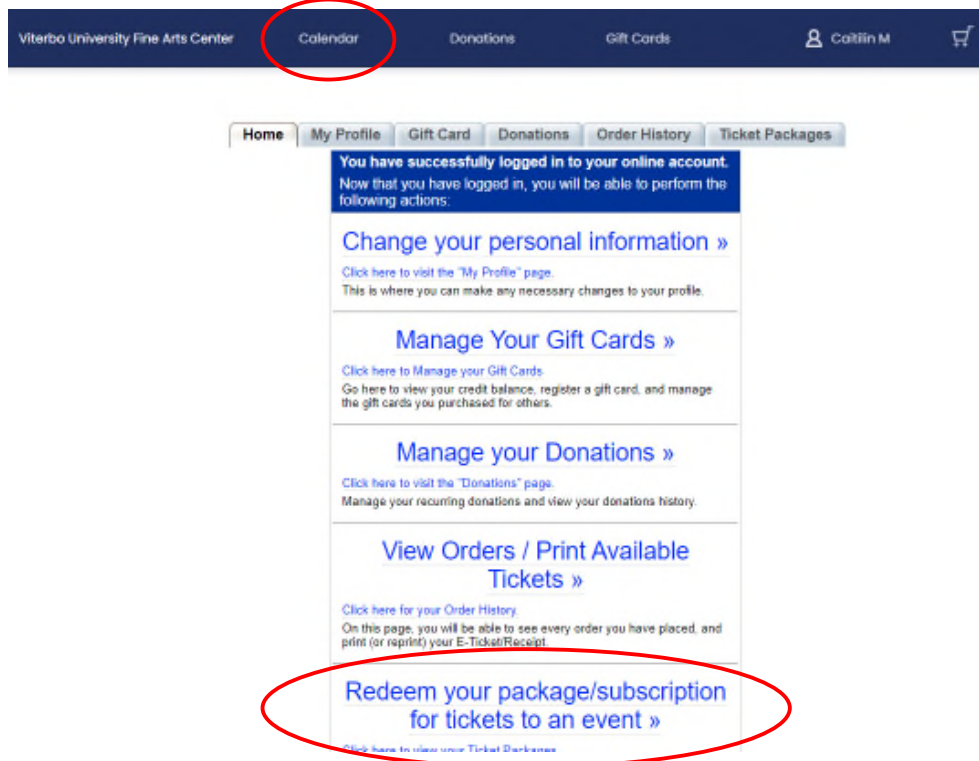 Viterbo University Fine Arts Center Calendar Donations Gift Cards Caitilin M
Home My Profile Gift Card Donations Order History Ticket Packages
You have successfully logged in to your online account.
Now that you have logged in, you will be able to perform the
following actions:
Change your personal information »
Click here to visit the "My Profile" page.
This is where you can make any necessary changes to your profile.
Manage Your Gift Cards »
Click here to Manage your Gift Cards
Go here to view your credit balance, register a gift card, and manage
the gift cards you purchased for others.
Manage your Donations »
Click here to visit the "Donations" page.
Manage your recurring donations and view your donations history.
View Orders / Print Available
Tickets »
Click here for your Order History.
On this page, you will be able to see every order you have placed, and
print (or reprint) your E-Ticket/Receipt.
Redeem your package/subscription
for tickets to an event »
Click here to view your Ticket Packages